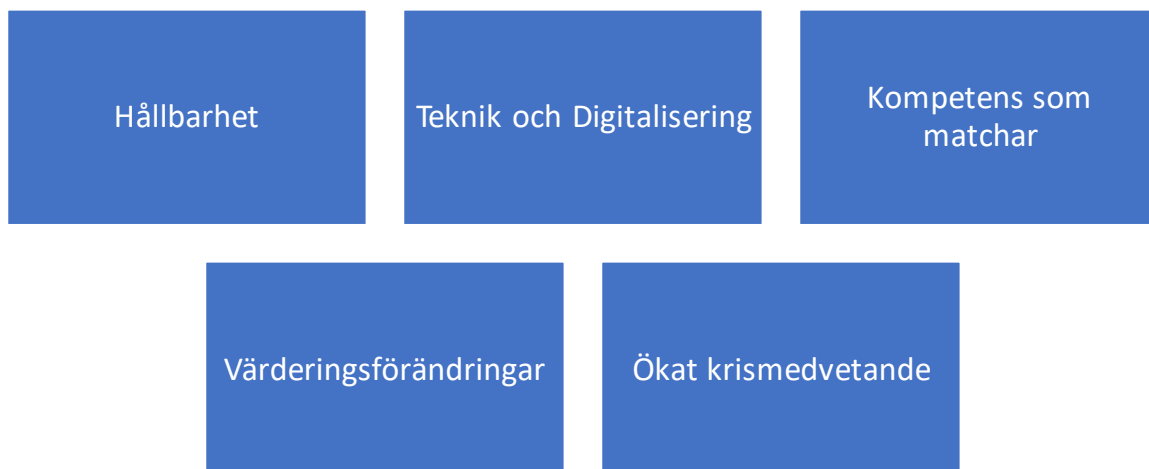 Hållbarhet
Teknik och Digitalisering
Kompetens som
matchar
Värderingsförändringar
Ökat krismedvetande